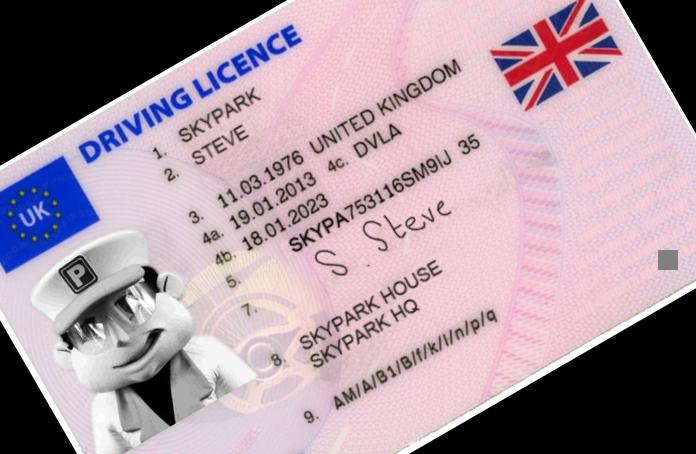 DRIVING LICENCE
UK
1. SKYPARK
2. STEVE
3. 11.03.1976 UNITED KINGDOM
4a. 19.01.2013 4c. DVLA
4b. 18.01.2023
5. SKYPA753116SM9IJ 35
7. S. Steve
8. SKYPARK HOUSE
SKYPARK HQ
9. AM/A/B1/B/f/k/l/n/p/q
P